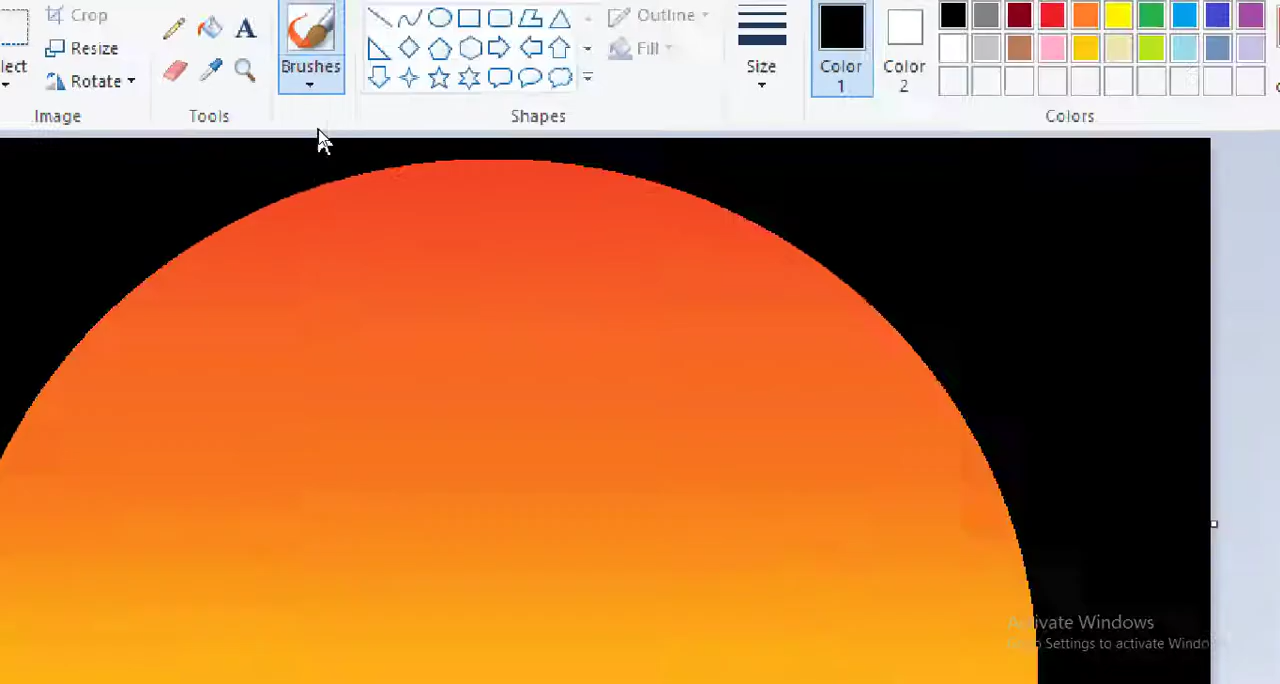 Crop
Resize
Rotate
lect
Image
A
Tools
Brushes
Shapes
Outline
Fill
Size
Color
1
Color
2
Colors
Activate Windows
to Settings to activate Windo